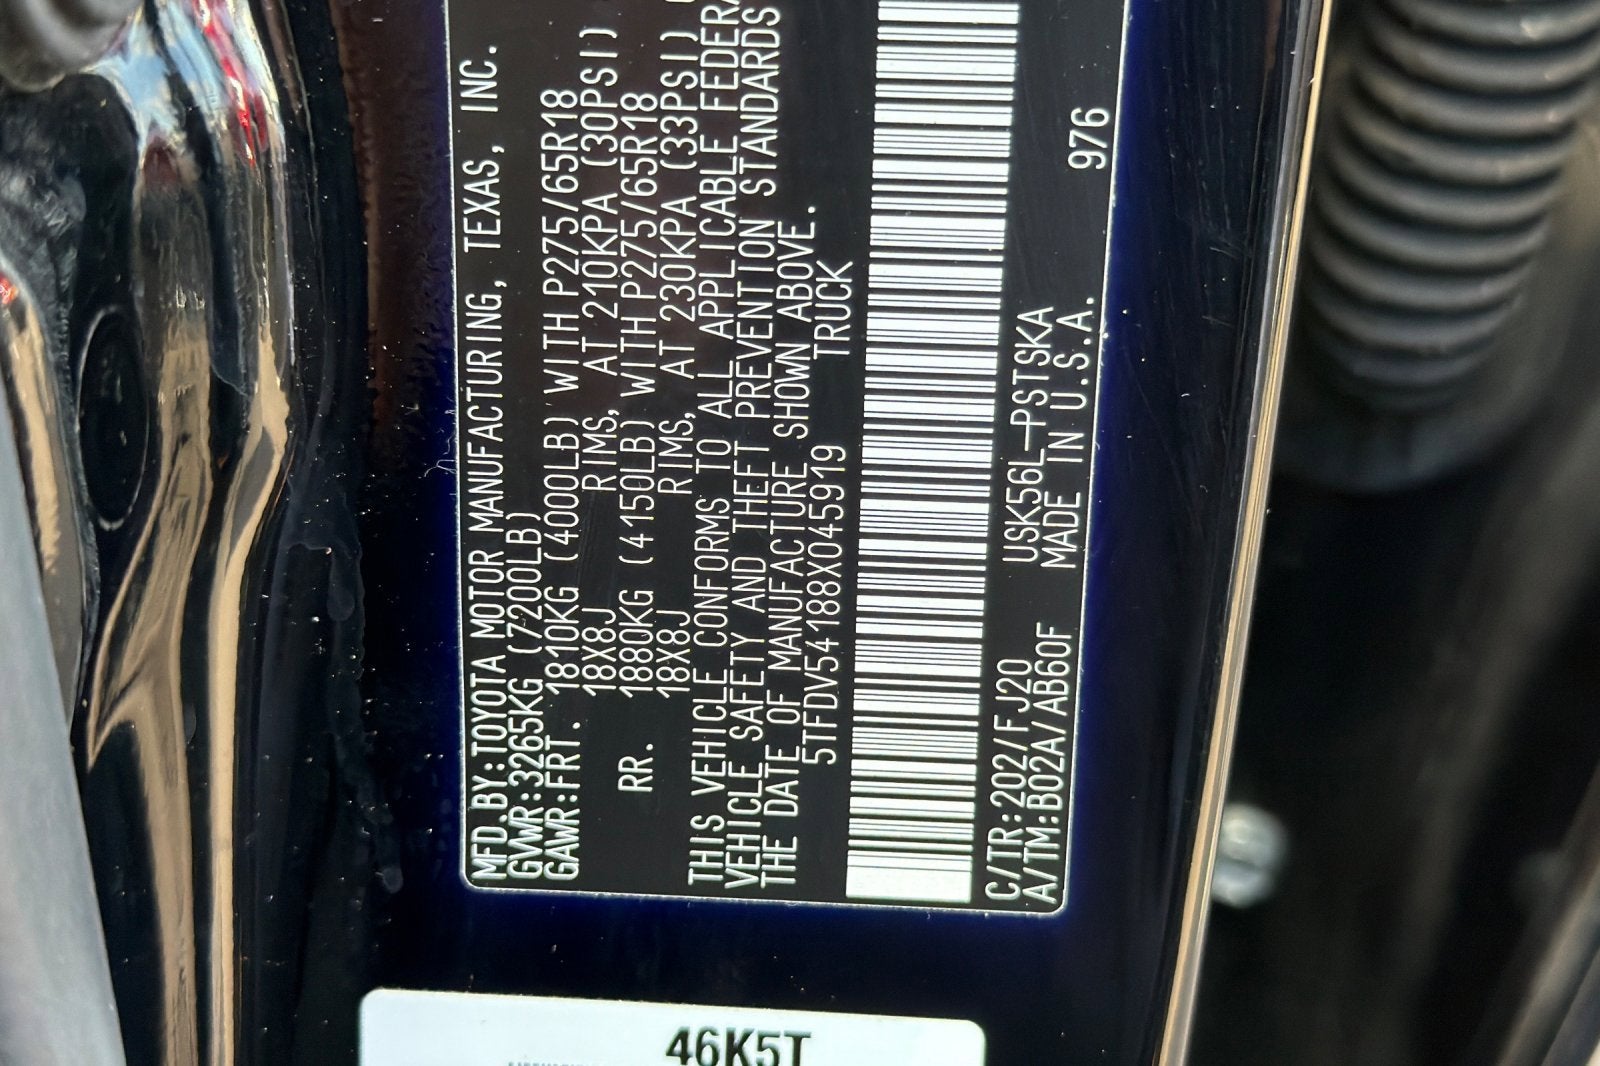 MFD.BY:TOYOTA MOTOR MANUFACTURING, TEXAS, INC.
GVWR:3265KG (7200LB)
GAWR:FRT. 1810KG (4000LB) WITH P275/65R18
18X8J RIMS, AT 210KPA (30PSI)
RR. 1880KG (4150LB) WITH P275/65R18
18X8J RIMS, AT 230KPA (33PSI)
THIS VEHICLE CONFORMS TO ALL APPLICABLE FEDERA
VEHICLE SAFETY AND THEFT PREVENTION STANDARDS
THE DATE OF MANUFACTURE SHOWN ABOVE.
5TFDV54188X045919 TRUCK
C/TR:202/FJ20 USK56L-PSTSKA 976
A/TM:B02A/AB60F MADE IN U.S.A.
46K5T